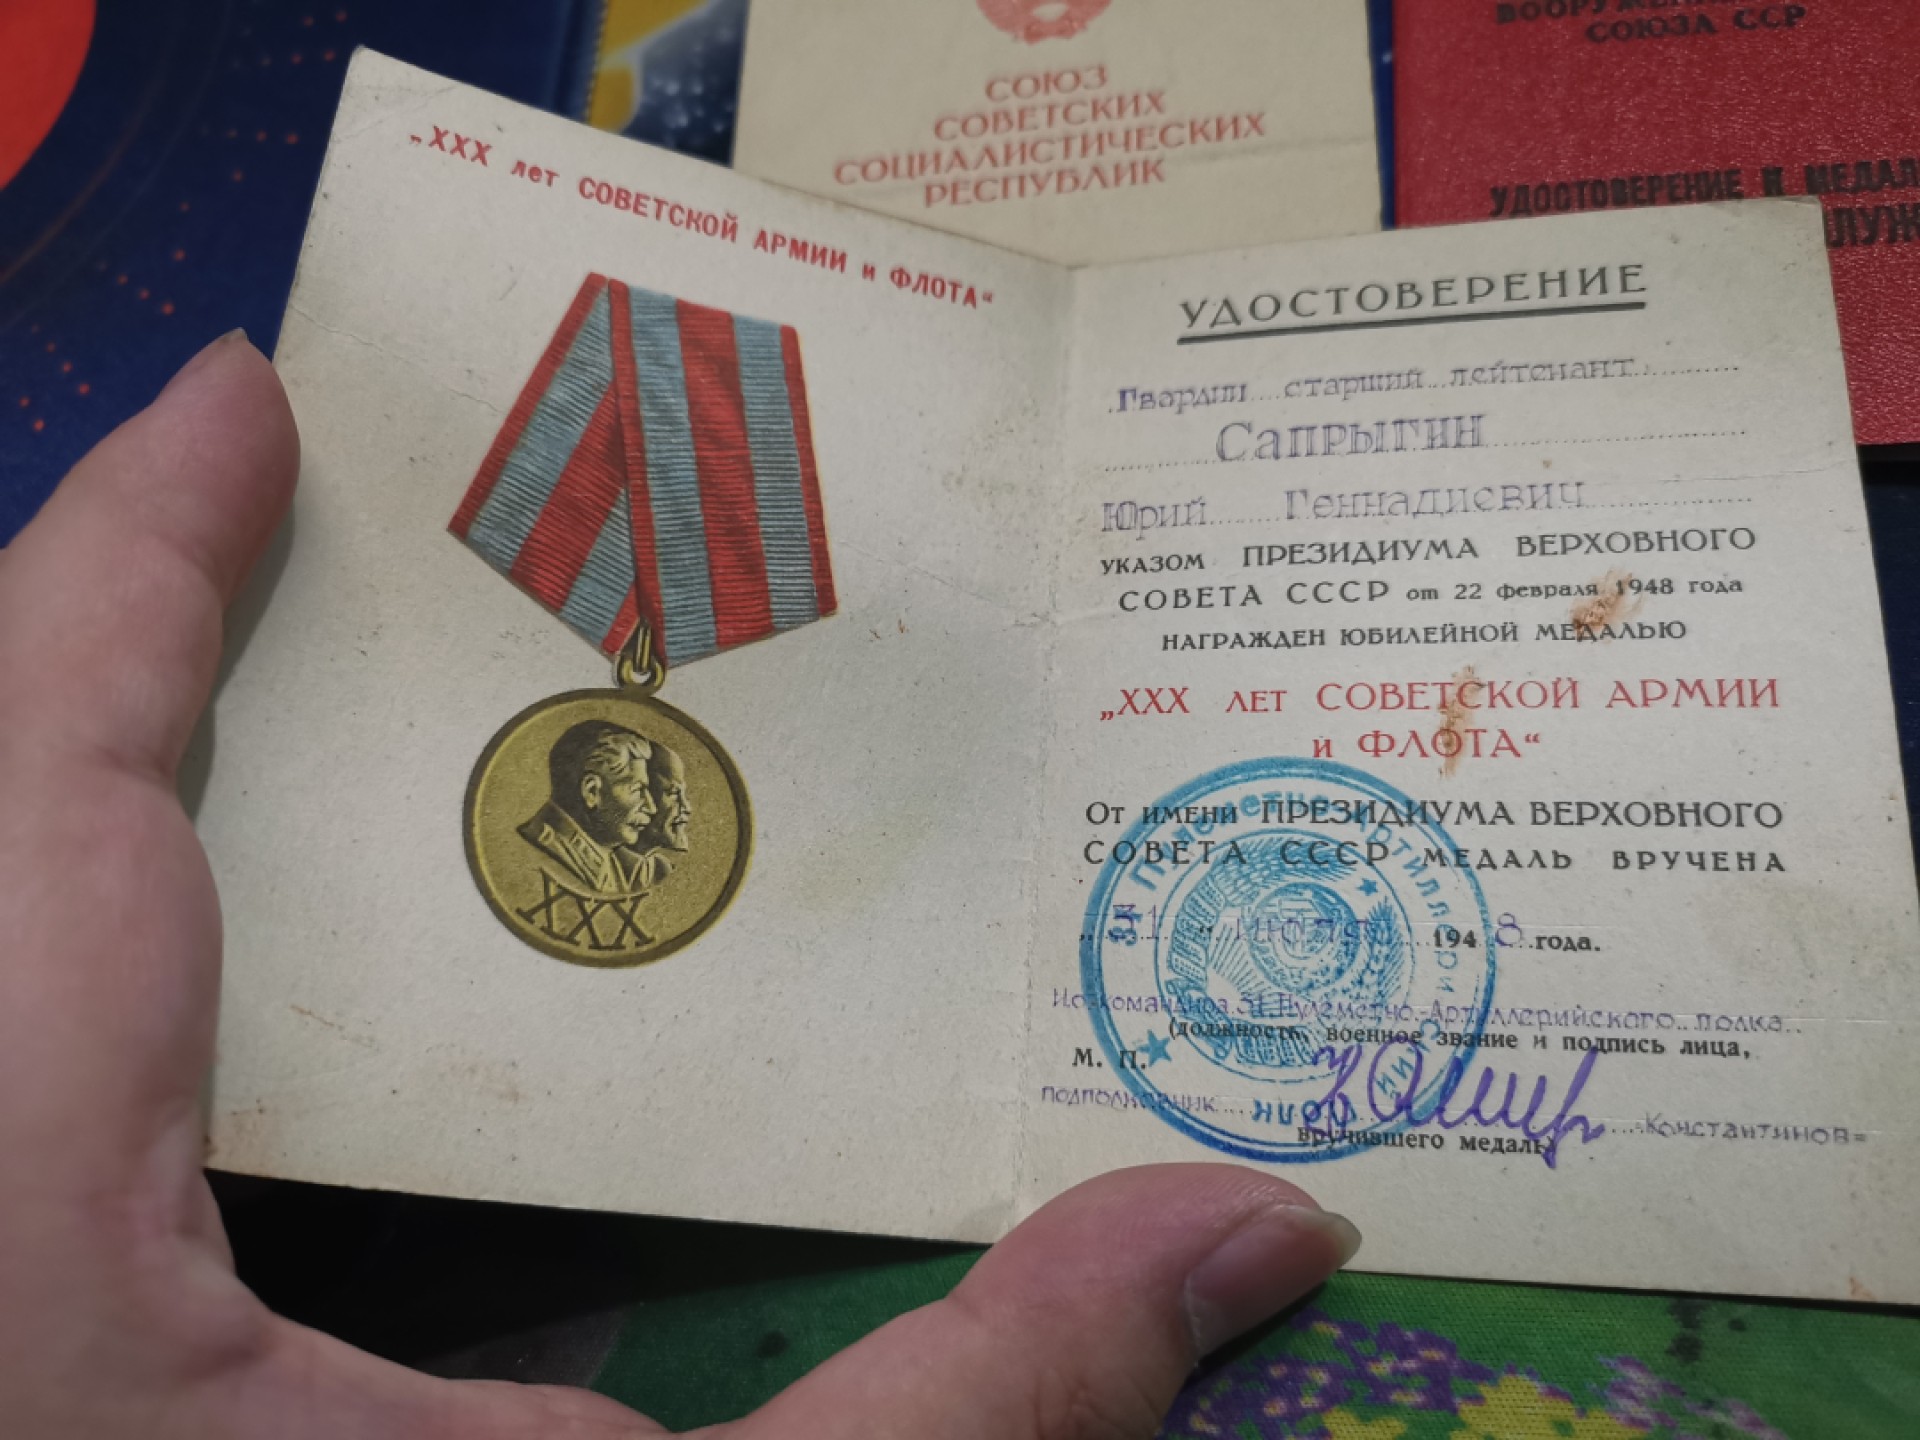 СОЮЗ
СОВЕТСКИХ
СОЦИАЛИСТИЧЕСКИХ
РЕСПУБЛИК
СОЮЗА ССР
УДОСТОВЕРЕНИЕ К МЕДАЛ
„XXX лет СОВЕТСКОЙ АРМИИ и ФЛОТА“
XXX
УДОСТОВЕРЕНИЕ
Гвардии старший лейтенант
Сапрыгин
Юрий Геннадиевич
указом ПРЕЗИДИУМА ВЕРХОВНОГО
СОВЕТА СССР от 22 февраля 1948 года
НАГРАЖДЕН ЮБИЛЕЙНОЙ МЕДАЛЬЮ
„XXX ЛЕТ СОВЕТСКОЙ АРМИИ
и ФЛОТА“
От имени ПРЕЗИДИУМА ВЕРХОВНОГО
СОВЕТА СССР МЕДАЛЬ ВРУЧЕНА
1948 года.
командира Пулеметно-Артиллерийского полка
(должность, военное звание и подпись лица,
М. П.
подполковник Константинов=
вручившего медаль)